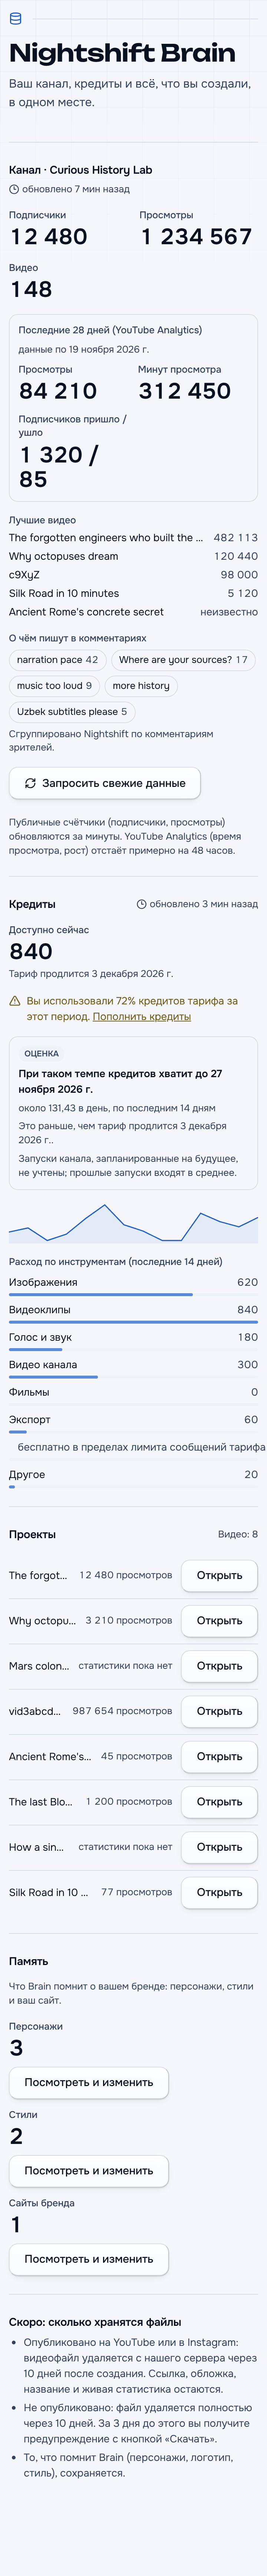 Nightshift Brain
Ваш канал, кредиты и всё, что вы создали,
в одном месте.
Канал · Curious History Lab
обновлено 7 мин назад
Подписчики Просмотры
12 480 1 234 567
Видео
148
Последние 28 дней (YouTube Analytics)
данные по 19 ноября 2026 г.
Просмотры Минут просмотра
84 210 312 450
Подписчиков пришло /
ушло
1 320 /
85
Лучшие видео
The forgotten engineers who built the ... 482 113
Why octopuses dream 120 440
c9XyZ 98 000
Silk Road in 10 minutes 5 120
Ancient Rome's concrete secret неизвестно
О чём пишут в комментариях
narration pace 42 Where are your sources? 17
music too loud 9 more history
Uzbek subtitles please 5
Сгруппировано Nightshift по комментариям
зрителей.
Запросить свежие данные
Публичные счётчики (подписчики, просмотры)
обновляются за минуты. YouTube Analytics (время
просмотра, рост) отстаёт примерно на 48 часов.
Кредиты обновлено 3 мин назад
Доступно сейчас
840
Тариф продлится 3 декабря 2026 г.
Вы использовали 72% кредитов тарифа за
этот период. Пополнить кредиты
ОЦЕНКА
При таком темпе кредитов хватит до 27
ноября 2026 г.
около 131,43 в день, по последним 14 дням
Это раньше, чем тариф продлится 3 декабря
2026 г..
Запуски канала, запланированные на будущее,
не учтены; прошлые запуски входят в среднее.
Расход по инструментам (последние 14 дней)
Изображения 620
Видеоклипы 840
Голос и звук 180
Видео канала 300
Фильмы 0
Экспорт 60
бесплатно в пределах лимита сообщений тарифа
Другое 20
Проекты Видео: 8
The forgot... 12 480 просмотров Открыть
Why octopu... 3 210 просмотров Открыть
Mars colon... статистики пока нет Открыть
vid3abcd... 987 654 просмотров Открыть
Ancient Rome's... 45 просмотров Открыть
The last Blo... 1 200 просмотров Открыть
How a sin... статистики пока нет Открыть
Silk Road in 10 ... 77 просмотров Открыть
Память
Что Brain помнит о вашем бренде: персонажи, стили
и ваш сайт.
Персонажи
3
Посмотреть и изменить
Стили
2
Посмотреть и изменить
Сайты бренда
1
Посмотреть и изменить
Скоро: сколько хранятся файлы
• Опубликовано на YouTube или в Instagram:
видеофайл удаляется с нашего сервера через
10 дней после создания. Ссылка, обложка,
название и живая статистика остаются.
• Не опубликовано: файл удаляется полностью
через 10 дней. За 3 дня до этого вы получите
предупреждение с кнопкой «Скачать».
• То, что помнит Brain (персонажи, логотип,
стиль), сохраняется.